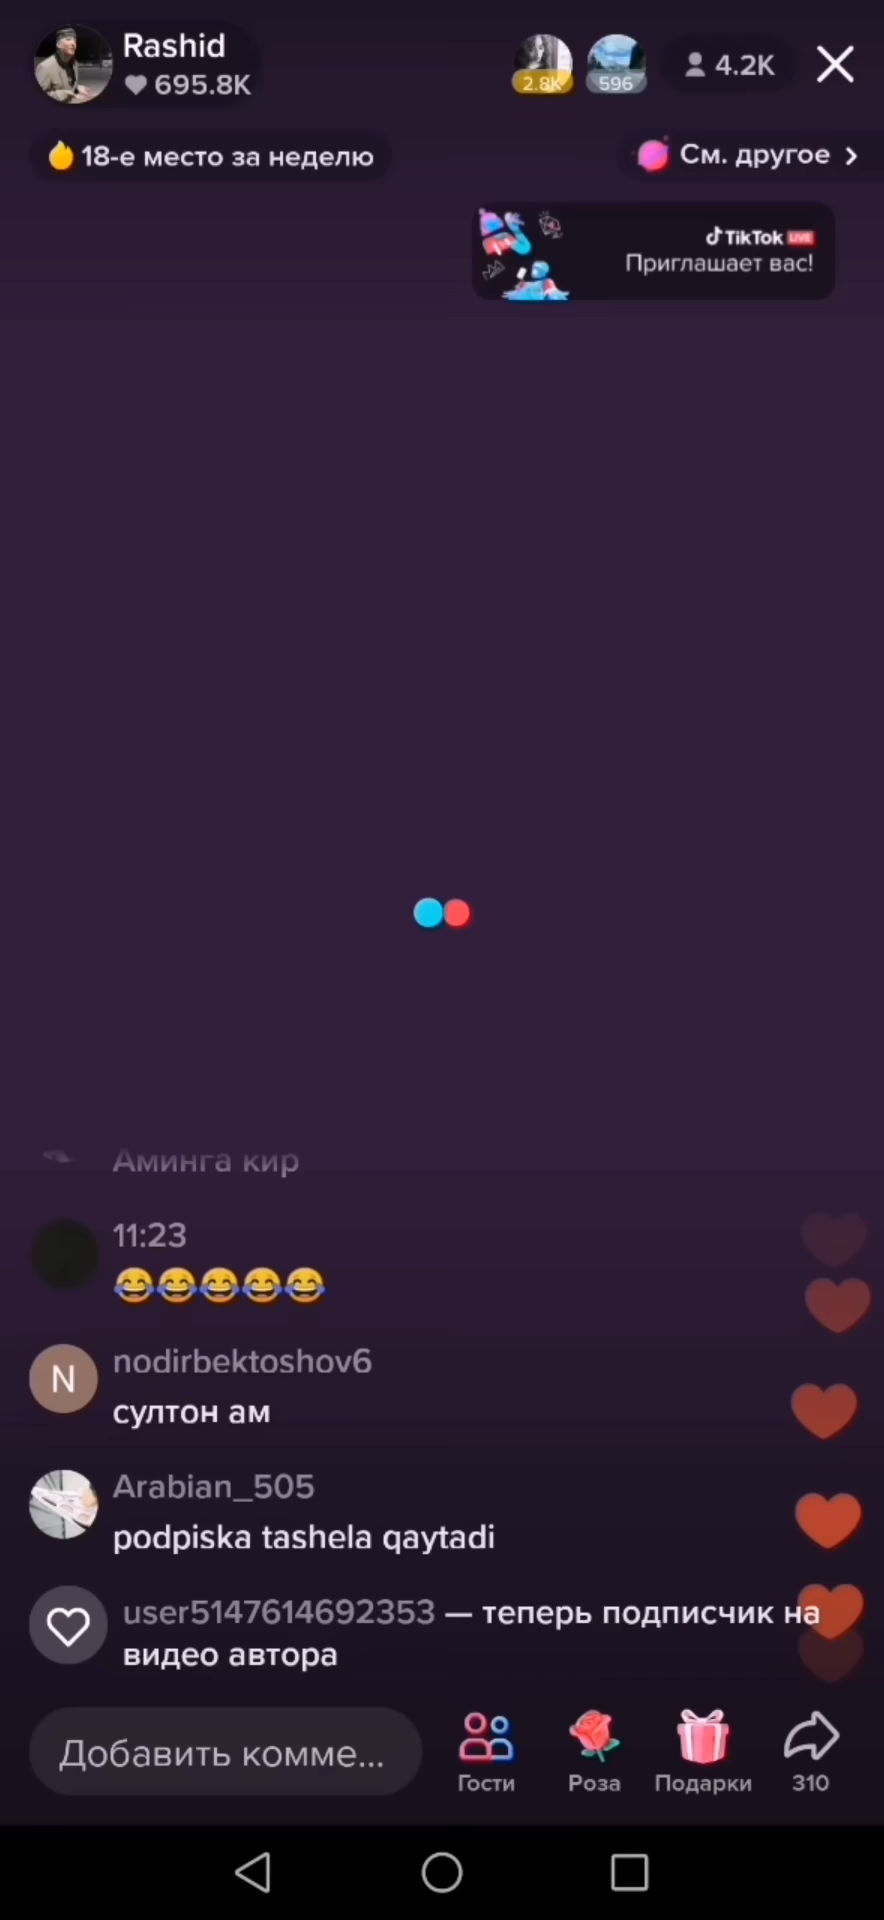 Rashid
695.8K
2.8K
596
4.2K
18-е место за неделю
См. другое
TikTok LIVE
Приглашает вас!
Аминга кир
11:23
😂😂😂😂😂
N
nodirbektoshov6
султон ам
Arabian_505
podpiska tashela qaytadi
user5147614692353 — теперь подписчик на
видео автора
Добавить комме...
Гости
Роза
Подарки
310